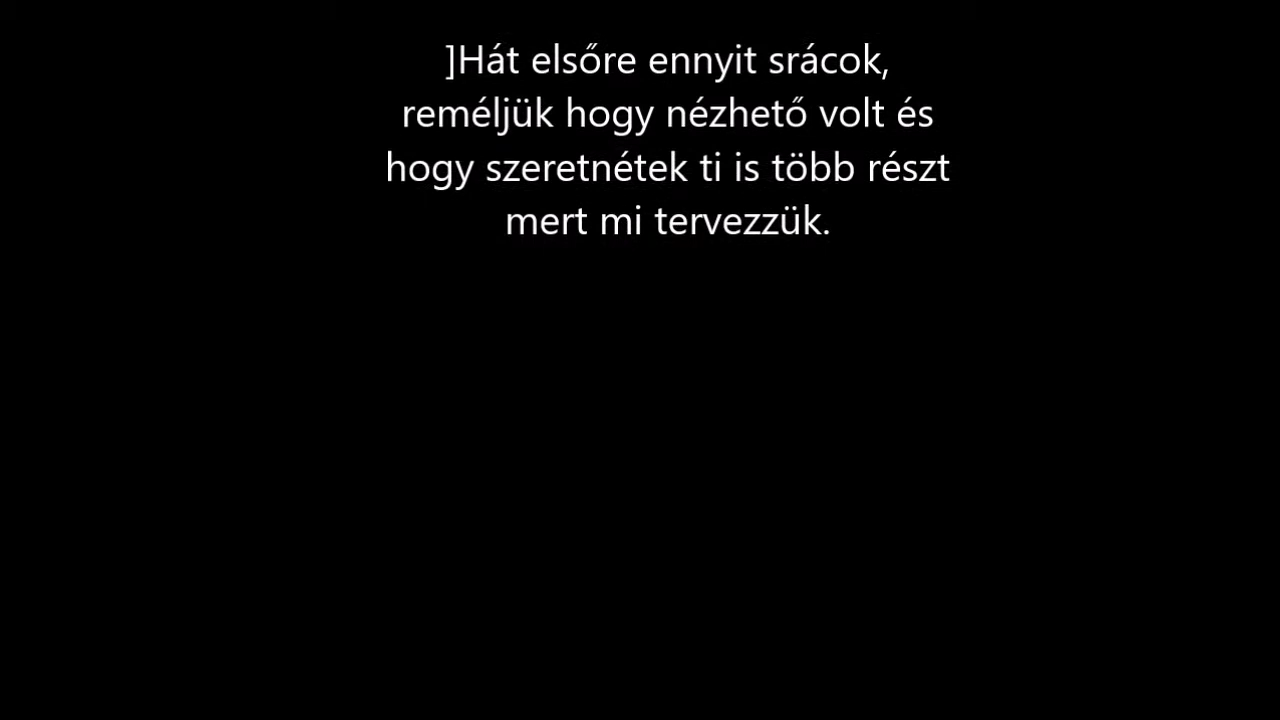 ]Hát elsőre ennyit srácok,
reméljük hogy nézhető volt és
hogy szeretnétek ti is több részt
mert mi tervezzük.